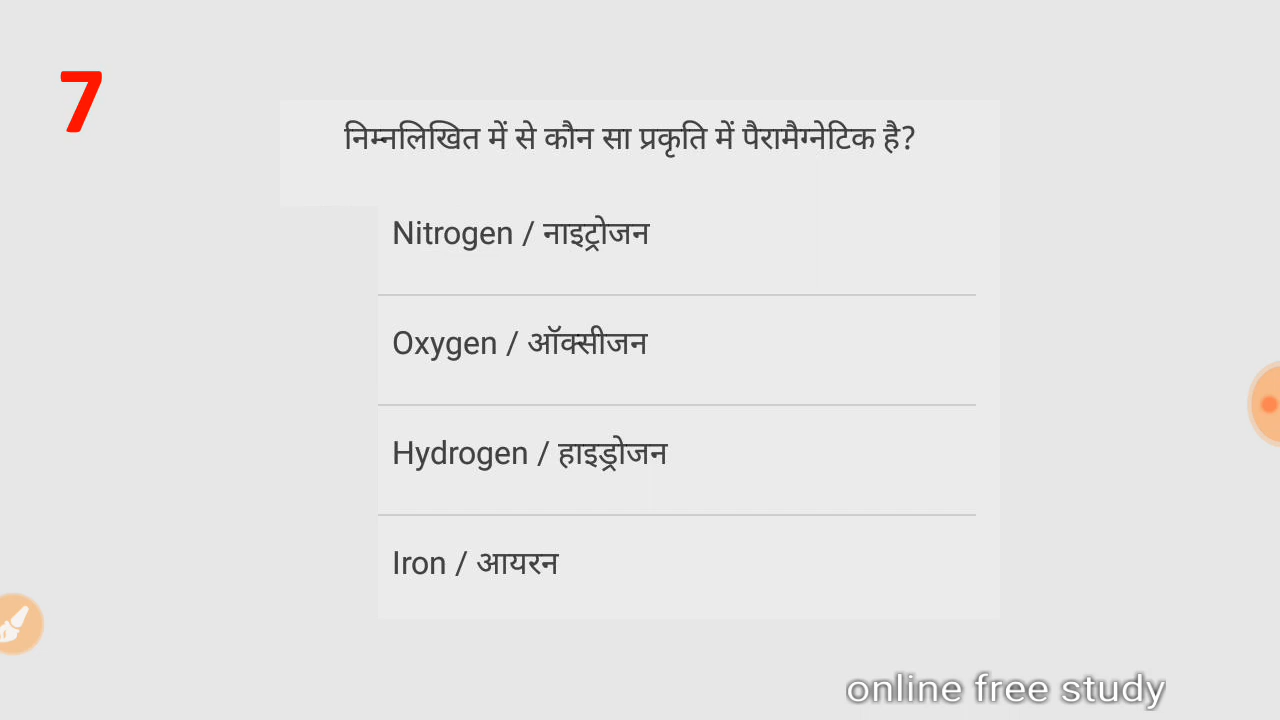 7
निम्नलिखित में से कौन सा प्रकृति में पैरामैग्नेटिक है?
Nitrogen / नाइट्रोजन
Oxygen / ऑक्सीजन
Hydrogen / हाइड्रोजन
Iron / आयरन
online free study